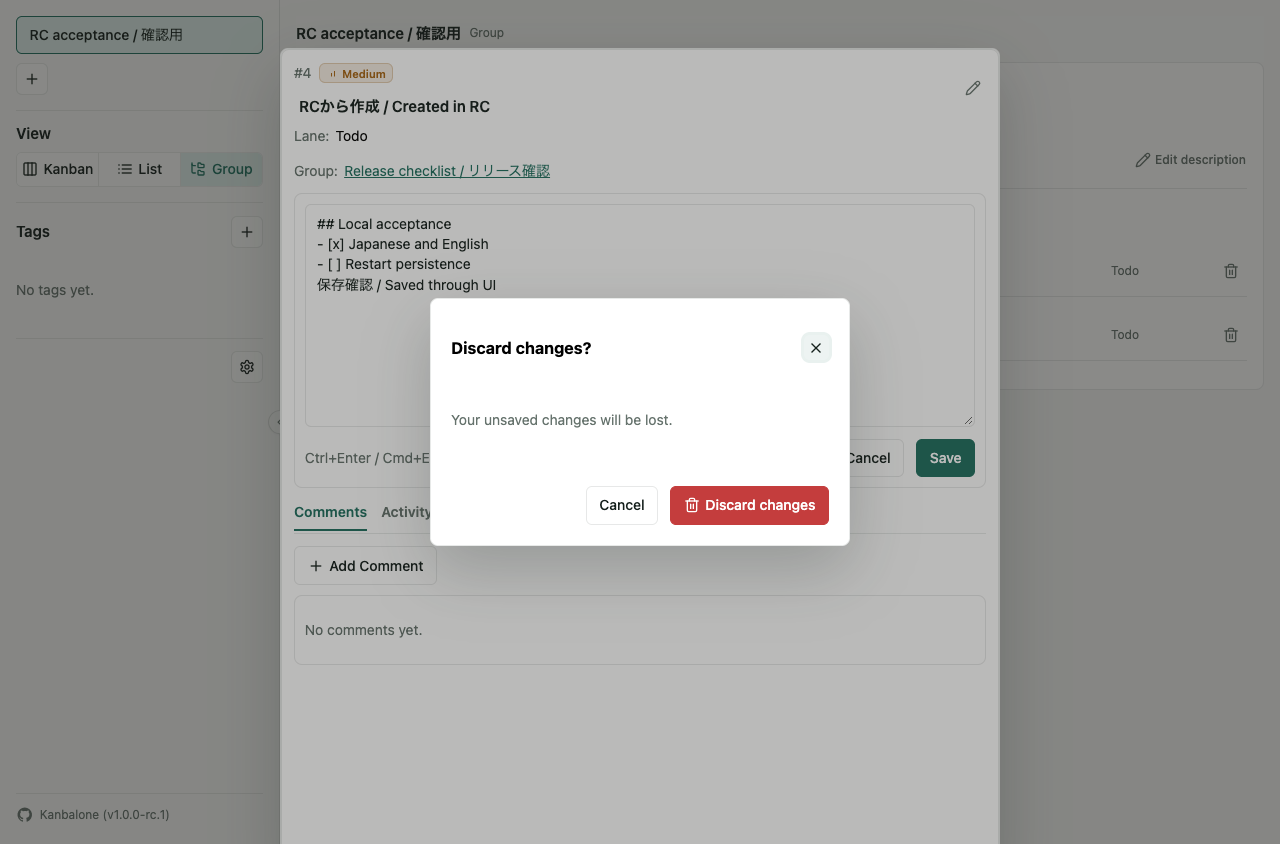 RC acceptance / 確認用
View
Kanban
List
Group
Tags
No tags yet.
Kanbalone (v1.0.0-rc.1)
RC acceptance / 確認用 Group
Edit description
Todo
Todo
#4 Medium
RCから作成 / Created in RC
Lane: Todo
Group: Release checklist / リリース確認
## Local acceptance
- [x] Japanese and English
- [ ] Restart persistence
保存確認 / Saved through UI
Ctrl+Enter / Cmd+E
Cancel
Save
Comments
Activity
Add Comment
No comments yet.
Discard changes?
Your unsaved changes will be lost.
Cancel
Discard changes